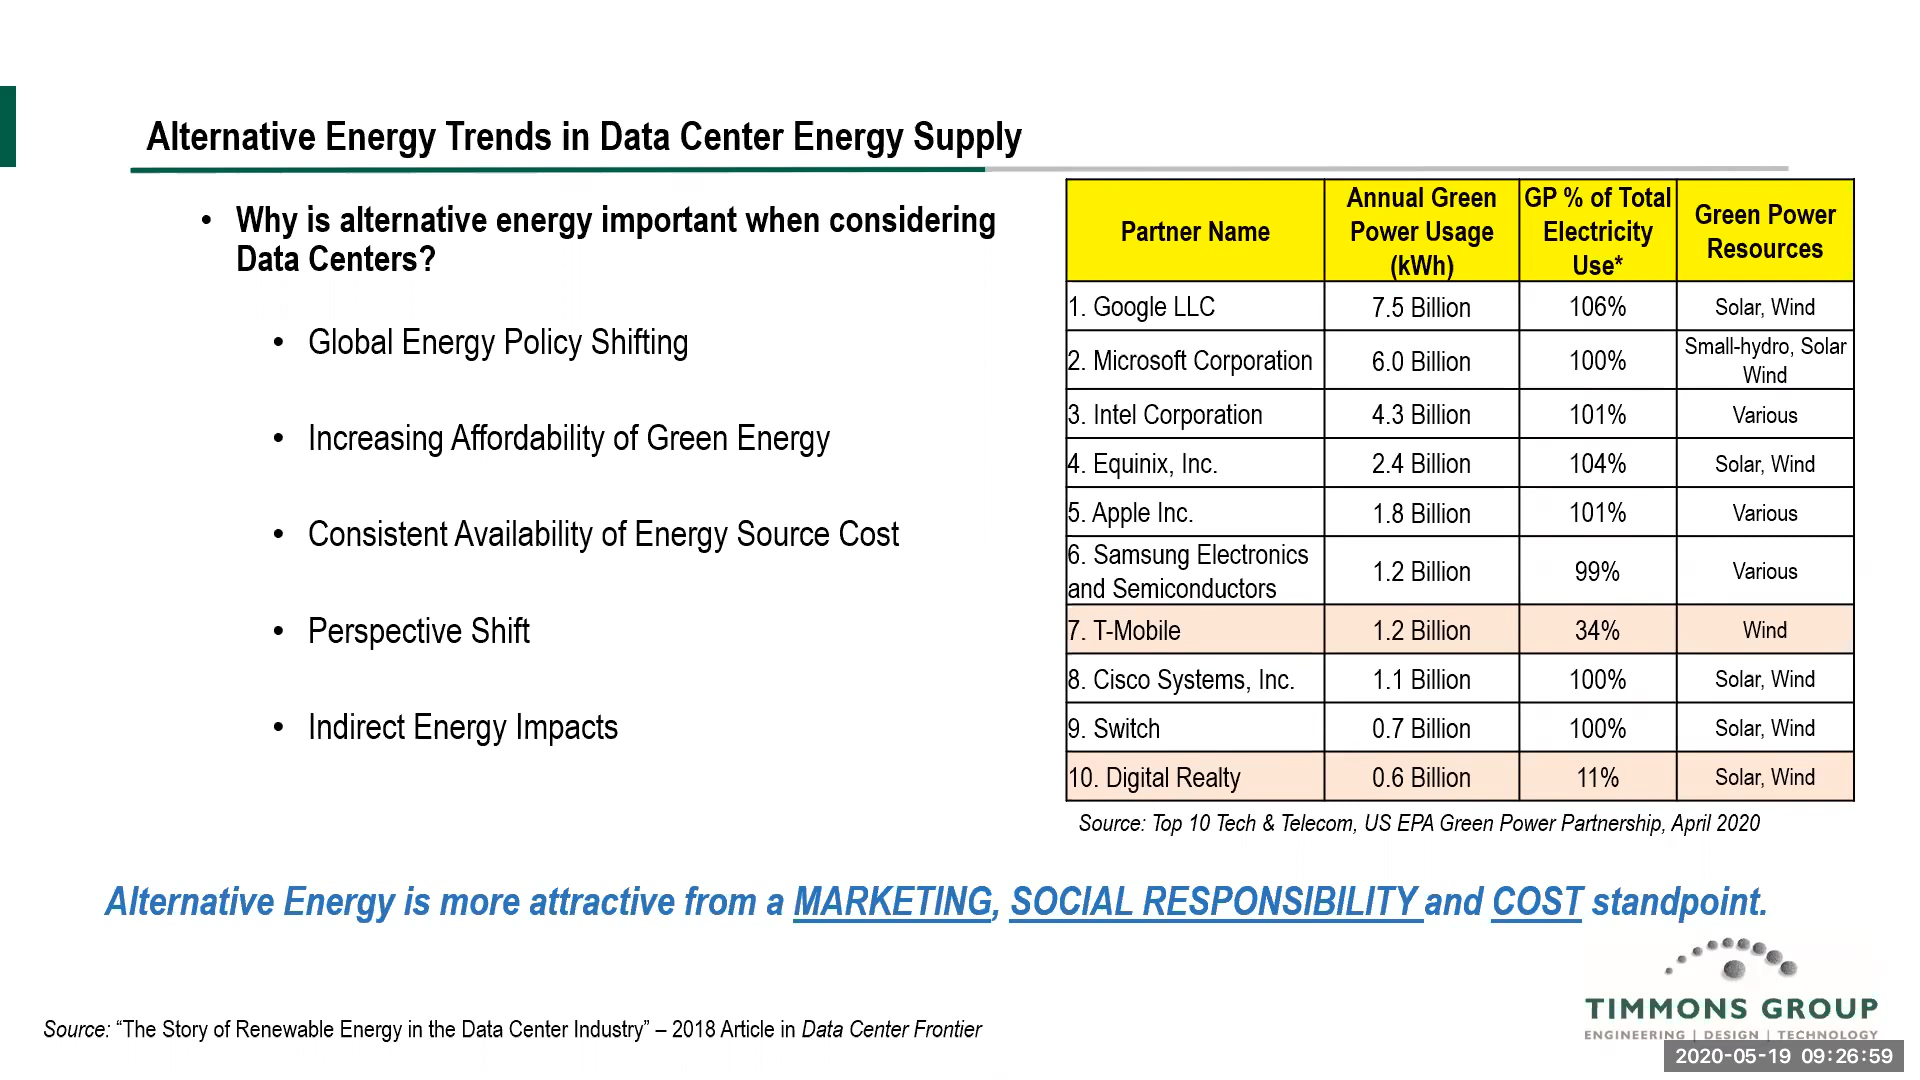 Alternative Energy Trends in Data Center Energy Supply
• Why is alternative energy important when considering
Data Centers?
• Global Energy Policy Shifting
• Increasing Affordability of Green Energy
• Consistent Availability of Energy Source Cost
• Perspective Shift
• Indirect Energy Impacts
Partner Name
Annual Green
Power Usage
(kWh)
GP % of Total
Electricity
Use*
Green Power
Resources
1. Google LLC
7.5 Billion
106%
Solar, Wind
2. Microsoft Corporation
6.0 Billion
100%
Small-hydro, Solar
Wind
3. Intel Corporation
4.3 Billion
101%
Various
4. Equinix, Inc.
2.4 Billion
104%
Solar, Wind
5. Apple Inc.
1.8 Billion
101%
Various
6. Samsung Electronics
and Semiconductors
1.2 Billion
99%
Various
7. T-Mobile
1.2 Billion
34%
Wind
8. Cisco Systems, Inc.
1.1 Billion
100%
Solar, Wind
9. Switch
0.7 Billion
100%
Solar, Wind
10. Digital Realty
0.6 Billion
11%
Solar, Wind
Source: Top 10 Tech & Telecom, US EPA Green Power Partnership, April 2020
Alternative Energy is more attractive from a MARKETING, SOCIAL RESPONSIBILITY and COST standpoint.
TIMMONS GROUP
ENGINEERING | DESIGN | TECHNOLOGY
Source: “The Story of Renewable Energy in the Data Center Industry” – 2018 Article in Data Center Frontier
2020-05-19 09:26:59